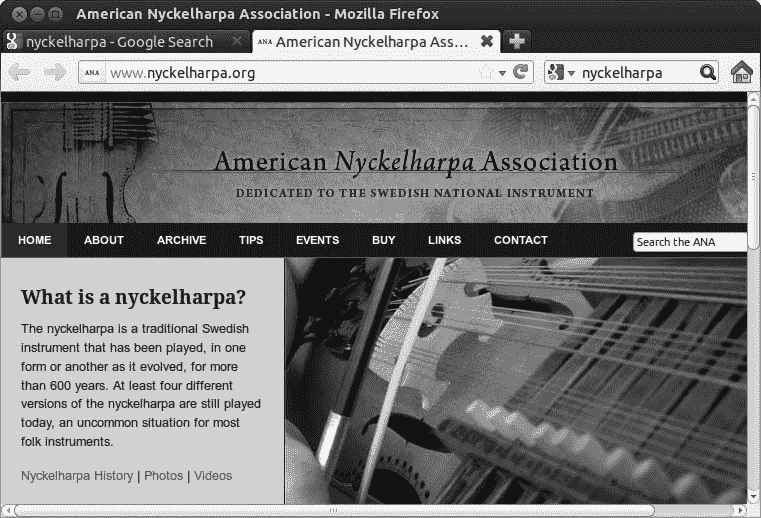 American Nyckelharpa Association - Mozilla Firefox
nyckelharpa - Google Search
ANA American Nyckelharpa Ass...
ANA www.nyckelharpa.org
nyckelharpa
American Nyckelharpa Association
DEDICATED TO THE SWEDISH NATIONAL INSTRUMENT
HOME ABOUT ARCHIVE TIPS EVENTS BUY LINKS CONTACT
Search the ANA
What is a nyckelharpa?
The nyckelharpa is a traditional Swedish
instrument that has been played, in one
form or another as it evolved, for more
than 600 years. At least four different
versions of the nyckelharpa are still played
today, an uncommon situation for most
folk instruments.
Nyckelharpa History | Photos | Videos